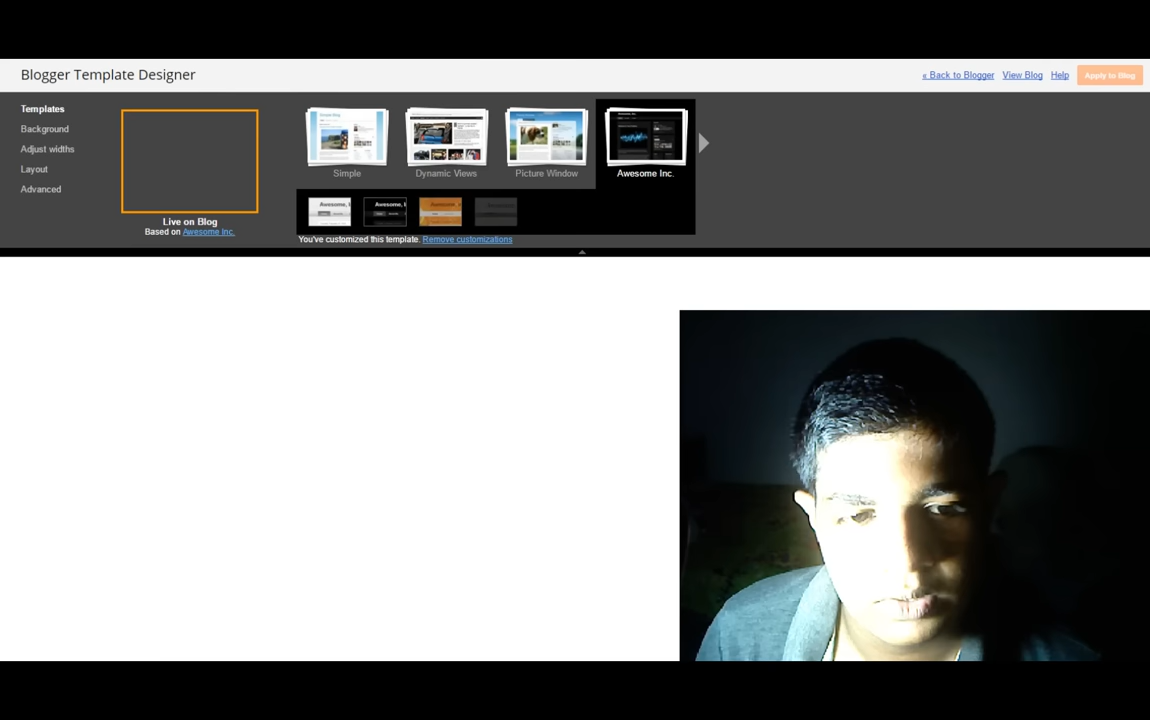 Blogger Template Designer
« Back to Blogger View Blog Help Apply to Blog
Templates
Background
Adjust widths
Layout
Advanced
Live on Blog
Based on Awesome Inc.
Simple
Dynamic Views
Picture Window
Awesome Inc.
You've customized this template. Remove customizations